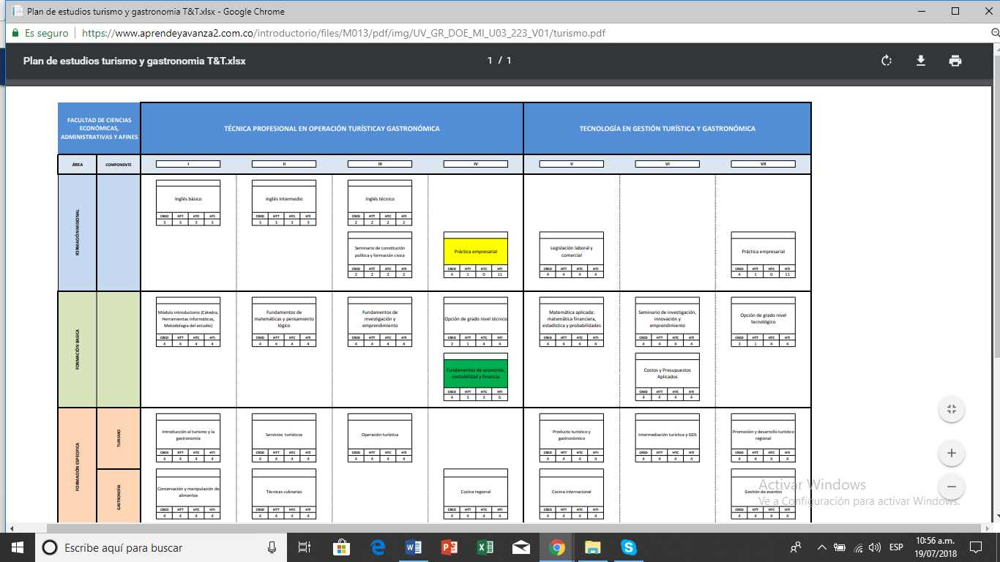 Plan de estudios turismo y gastronomia T&T.xlsx - Google Chrome
Es seguro | https://www.aprendeyavanza2.com.co/introductorio/files/M013/pdf/img/UV_GR_DOE_MI_U03_223_V01/turismo.pdf
Plan de estudios turismo y gastronomia T&T.xlsx
1 / 1
FACULTAD DE CIENCIAS
ECONÓMICAS,
ADMINISTRATIVAS Y AFINES
TÉCNICA PROFESIONAL EN OPERACIÓN TURÍSTICAY GASTRONÓMICA
TECNOLOGÍA EN GESTIÓN TURÍSTICA Y GASTRONÓMICA
ÁREA COMPONENTE I II III IV V VI VII
FORMACIÓN MISIONAL
Inglés básico
CRED HTT HTC HTI
3 3 3 3
Inglés Intermedio
CRED HTT HTC HTI
3 3 3 3
Inglés técnico
CRED HTT HTC HTI
2 2 2 2
Seminario de constitución
política y formación cívica
CRED HTT HTC HTI
2 2 2 2
Práctica empresarial
CRED HTT HTC HTI
4 1 0 11
Legislación laboral y
comercial
CRED HTT HTC HTI
4 4 4 4
Práctica empresarial
CRED HTT HTC HTI
4 1 0 11
FORMACIÓN BASICA
Módulo introductorio (Cátedra,
Herramientas Informáticas,
Metodología del estudio)
CRED HTT HTC HTI
4 4 4 4
Fundamentos de
matemáticas y pensamiento
lógico
CRED HTT HTC HTI
4 4 4 4
Fundamentos de
investigación y
emprendimiento
CRED HTT HTC HTI
4 4 4 4
Opción de grado nivel técnico
CRED HTT HTC HTI
3 1 4 4
Matemática aplicada:
matemática financiera,
estadística y probabilidades
CRED HTT HTC HTI
4 4 4 4
Seminario de investigación,
innovación y
emprendimiento
CRED HTT HTC HTI
4 4 4 4
Opción de grado nivel
tecnológico
CRED HTT HTC HTI
3 1 4 4
Fundamentos de economía,
contabilidad y finanzas
CRED HTT HTC HTI
4 3 3 6
Costos y Presupuestos
Aplicados
CRED HTT HTC HTI
4 4 4 4
FORMACIÓN ESPECIFICA
TURISMO
Introducción al turismo y la
gastronomía
CRED HTT HTC HTI
4 4 4 4
Servicios turísticos
CRED HTT HTC HTI
4 4 4 4
Operación turística
CRED HTT HTC HTI
4 4 4 4
Producto turístico y
gastronómico
CRED HTT HTC HTI
4 4 4 4
Intermediación turística y GDS
CRED HTT HTC HTI
4 4 4 4
Promoción y desarrollo turístico
regional
CRED HTT HTC HTI
4 4 4 4
GASTRONOÍA
Conservación y manipulación de
alimentos
CRED HTT HTC HTI
4 4 4 4
Técnicas culinarias
CRED HTT HTC HTI
4 4 4 4
Cocina regional
CRED HTT HTC HTI
4 4 4 4
Cocina internacional
CRED HTT HTC HTI
4 4 4 4
Gestión de eventos
CRED HTT HTC HTI
4 4 4 4
Activar Windows
Ve a Configuración para activar Windows.
Escribe aquí para buscar
ESP
10:56 a.m.
19/07/2018